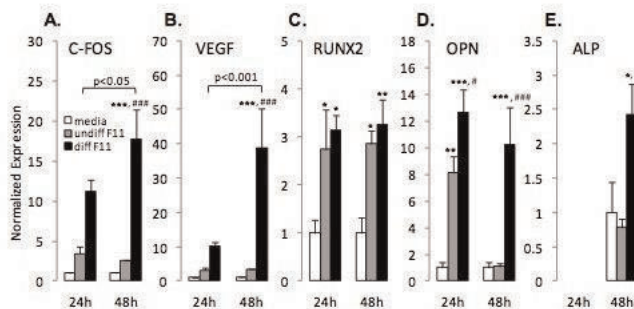 A. B. C. D. E.
C-FOS VEGF RUNX2 OPN ALP
Normalized Expression
30
25
20
15
10
5
0
p<0.05
***, ###
media
undiff F11
diff F11
24h 48h
70
60
50
40
30
20
10
0
p<0.001
***, ###
24h 48h
5
4
3
2
1
0
* * * **
24h 48h
18
16
14
12
10
8
6
4
2
0
** ***, # ***, ###
24h 48h
3.5
3
2.5
2
1.5
1
0.5
0
*,
24h 48h